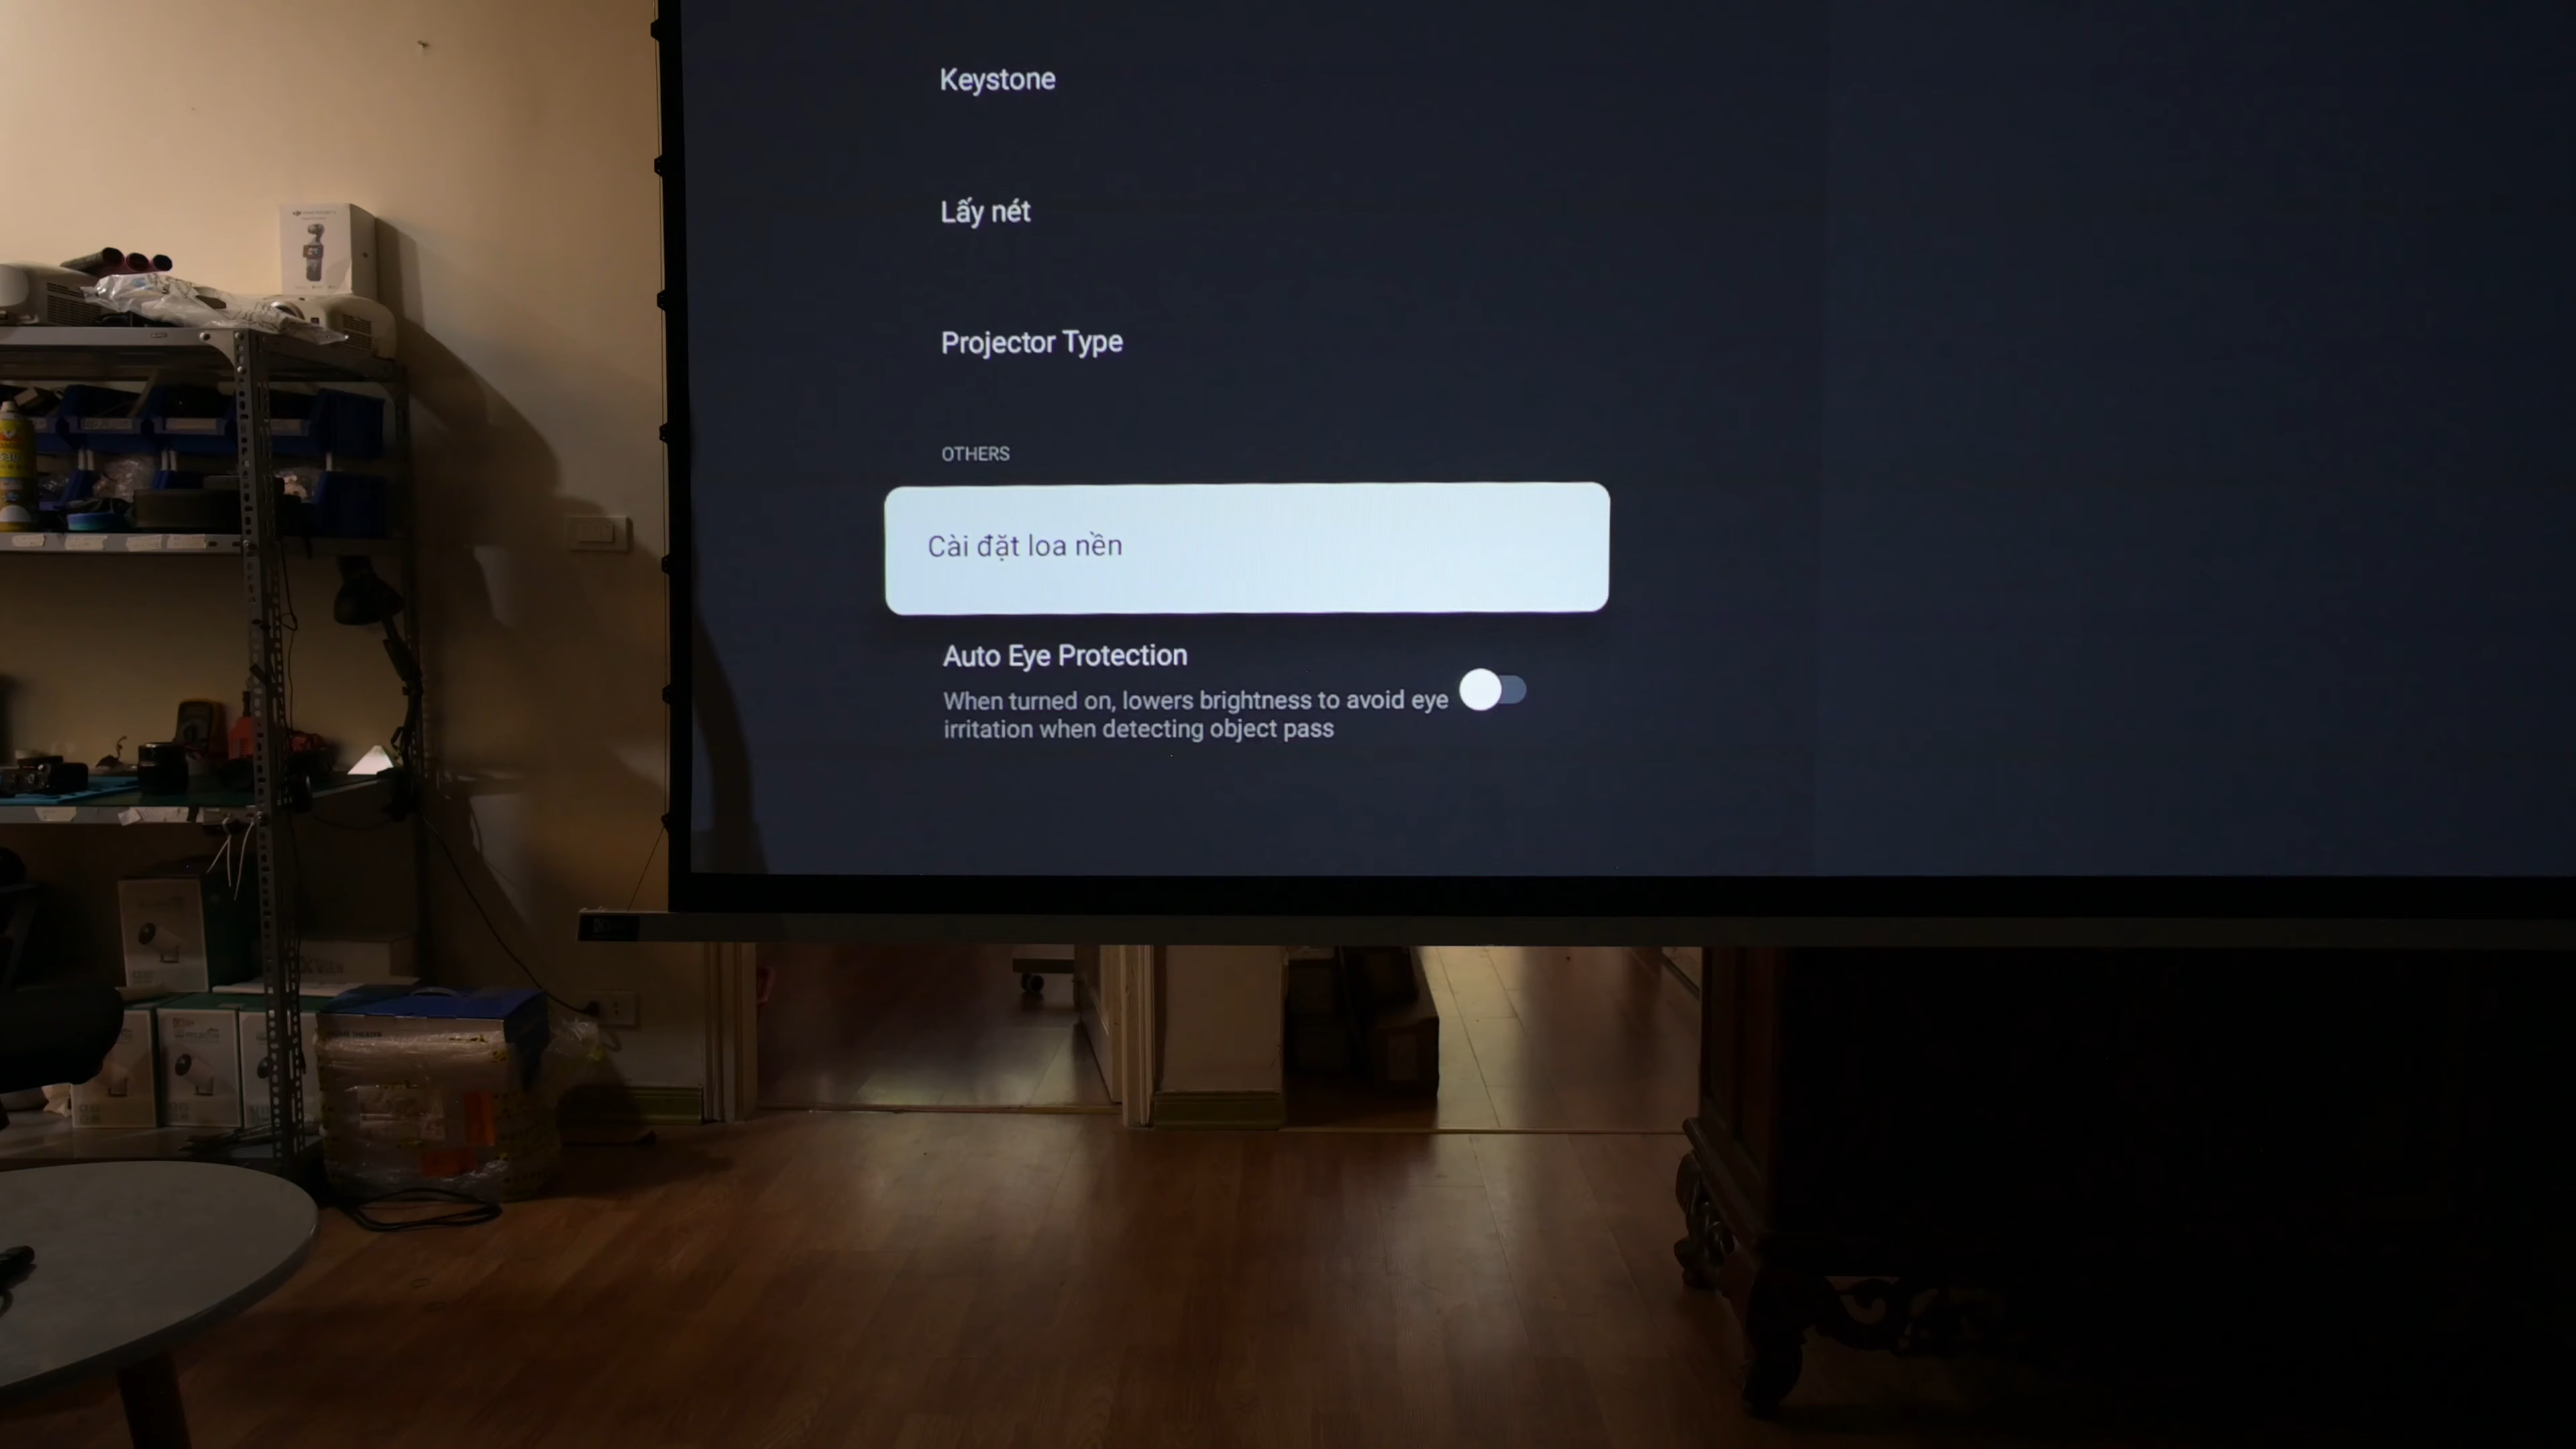 Keystone
Lấy nét
Projector Type
OTHERS
Cài đặt loa nền
Auto Eye Protection
When turned on, lowers brightness to avoid eye
irritation when detecting object pass